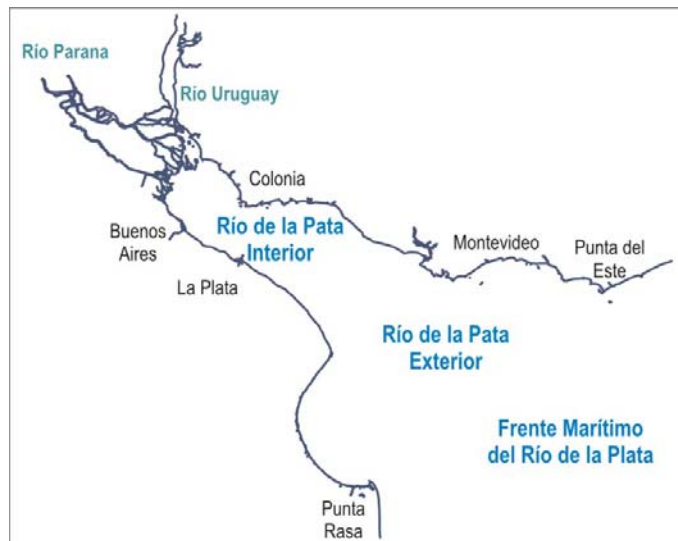 Río Parana
Río Uruguay
Colonia
Río de la Pata
Interior
Buenos
Aires
Montevideo
Punta del
Este
La Plata
Río de la Pata
Exterior
Frente Marítimo
del Río de la Plata
Punta
Rasa